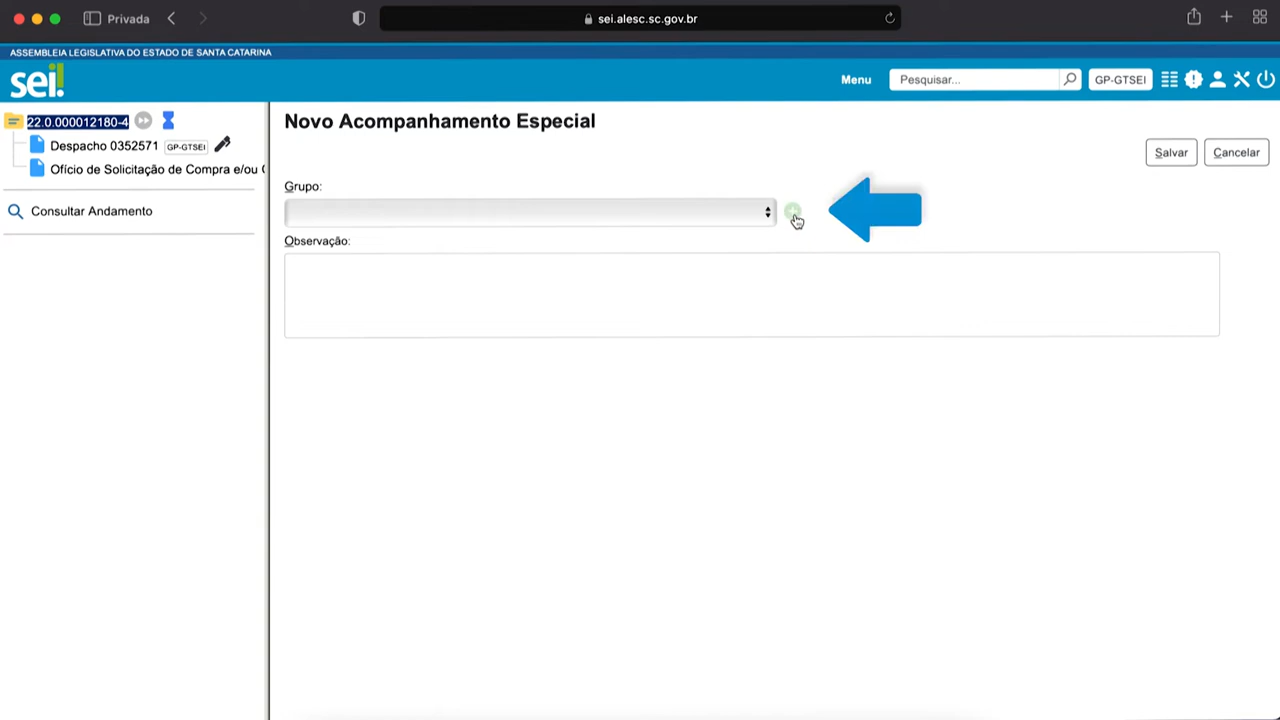 Privada
sei.alesc.sc.gov.br
ASSEMBLEIA LEGISLATIVA DO ESTADO DE SANTA CATARINA
sei!
Menu
Pesquisar...
GP-GTSEI
22.0.000012180-4
Despacho 0352571 GP-GTSEI
Ofício de Solicitação de Compra e/ou
Consultar Andamento
Novo Acompanhamento Especial
Salvar
Cancelar
Grupo:
Observação: